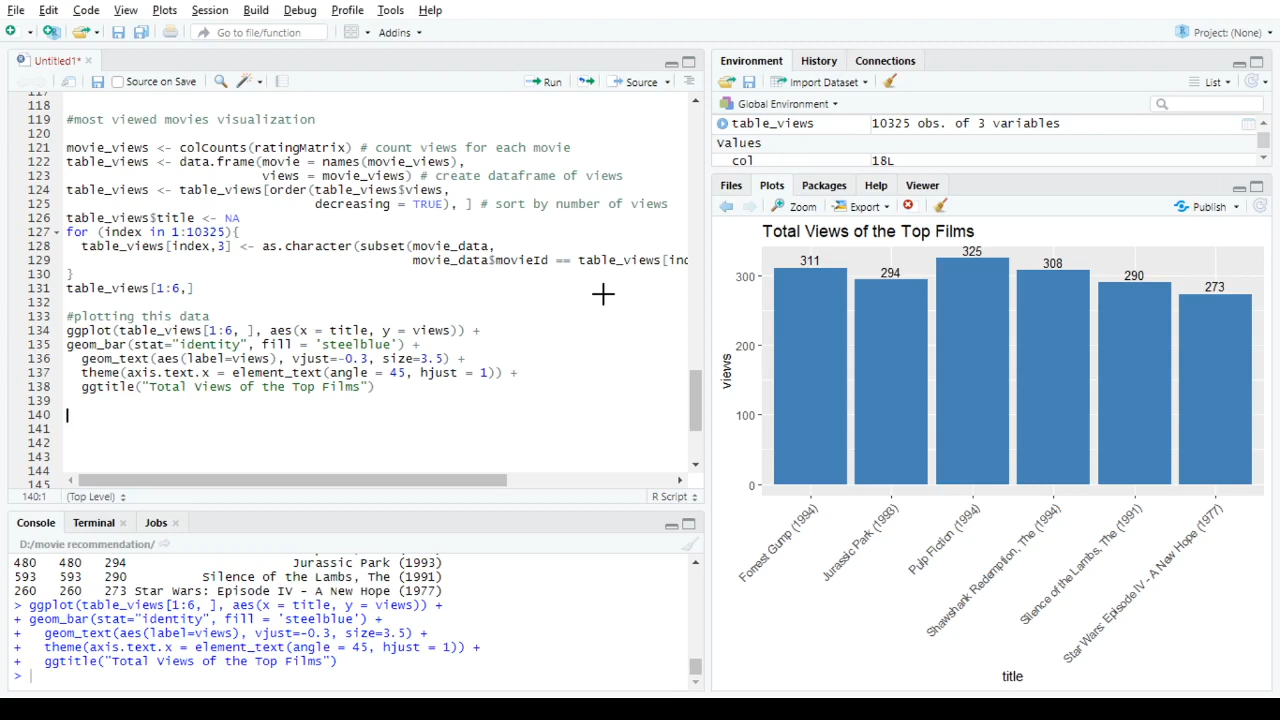 File Edit Code View Plots Session Build Debug Profile Tools Help
Go to file/function Addins Project: (None)
Untitled1*
Source on Save Run Source
117
118
119 #most viewed movies visualization
120
121 movie_views <- colCounts(ratingMatrix) # count views for each movie
122 table_views <- data.frame(movie = names(movie_views),
123 views = movie_views) # create dataframe of views
124 table_views <- table_views[order(table_views$views,
125 decreasing = TRUE), ] # sort by number of views
126 table_views$title <- NA
127 for (index in 1:10325){
128 table_views[index,3] <- as.character(subset(movie_data,
129 movie_data$movieId == table_views[ind
130 }
131 table_views[1:6,]
132
133 #plotting this data
134 ggplot(table_views[1:6, ], aes(x = title, y = views)) +
135 geom_bar(stat="identity", fill = 'steelblue') +
136 geom_text(aes(label=views), vjust=-0.3, size=3.5) +
137 theme(axis.text.x = element_text(angle = 45, hjust = 1)) +
138 ggtitle("Total Views of the Top Films")
139
140
141
142
143
144
145
140:1 (Top Level) R Script
Console Terminal Jobs
D:/movie recommendation/
480 480 294 Jurassic Park (1993)
593 593 290 Silence of the Lambs, The (1991)
260 260 273 Star Wars: Episode IV - A New Hope (1977)
> ggplot(table_views[1:6, ], aes(x = title, y = views)) +
+ geom_bar(stat="identity", fill = 'steelblue') +
+ geom_text(aes(label=views), vjust=-0.3, size=3.5) +
+ theme(axis.text.x = element_text(angle = 45, hjust = 1)) +
+ ggtitle("Total Views of the Top Films")
>
Environment History Connections
Import Dataset List
Global Environment
table_views 10325 obs. of 3 variables
values
col 18L
Files Plots Packages Help Viewer
Zoom Export Publish
Total Views of the Top Films
311 294 325 308 290 273
300
200
100
0
views
Forrest Gump (1994)
Jurassic Park (1993)
Pulp Fiction (1994)
Shawshank Redemption, The (1994)
Silence of the Lambs, The (1991)
Star Wars: Episode IV - A New Hope (1977)
title